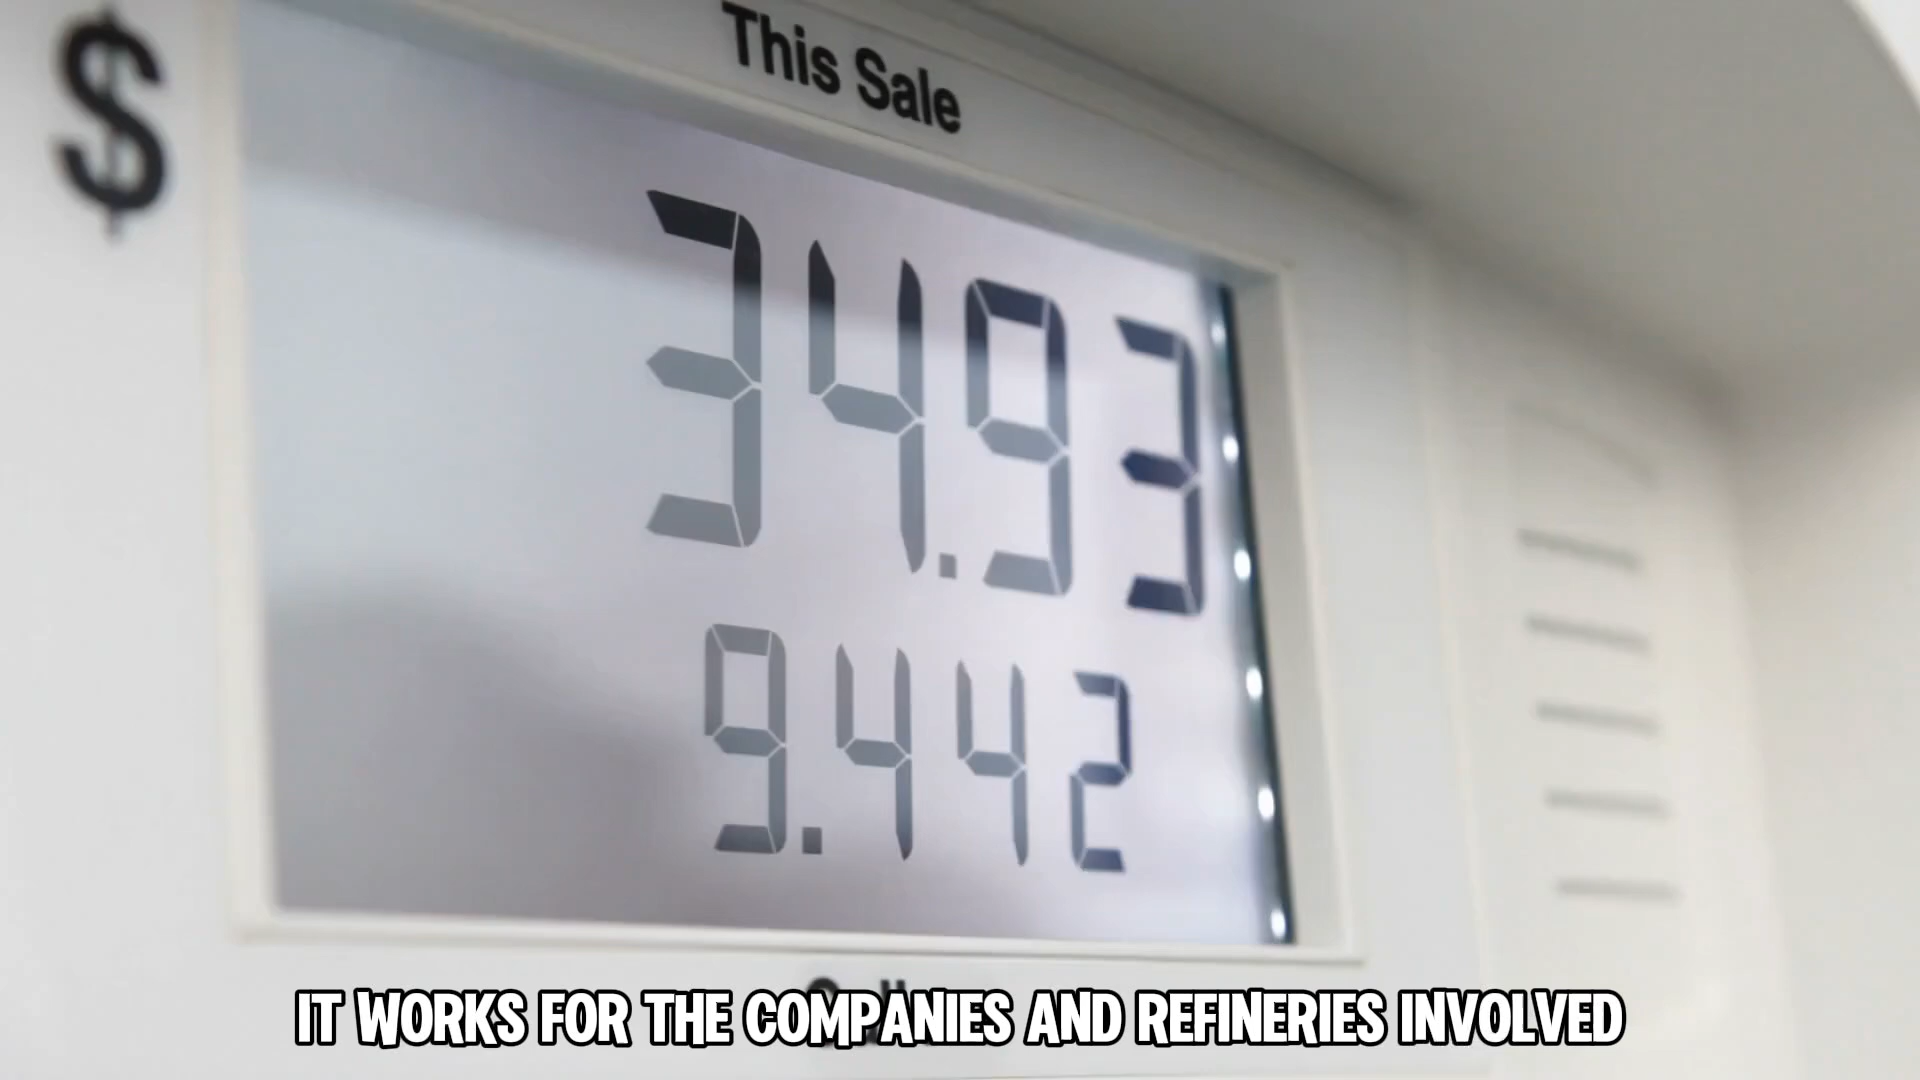 $
This Sale
34.93
9.442
IT WORKS FOR THE COMPANIES AND REFINERIES INVOLVED